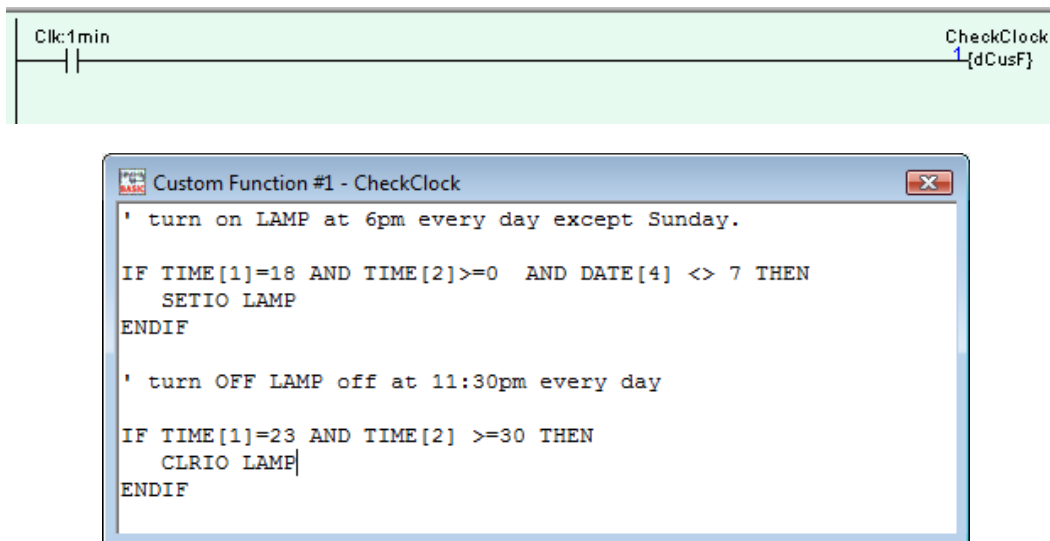 Clk:1min
CheckClock
1 {dCusF}
Custom Function #1 - CheckClock
' turn on LAMP at 6pm every day except Sunday.
IF TIME[1]=18 AND TIME[2]>=0  AND DATE[4] <> 7 THEN
   SETIO LAMP
ENDIF
' turn OFF LAMP off at 11:30pm every day
IF TIME[1]=23 AND TIME[2] >=30 THEN
   CLRIO LAMP
ENDIF